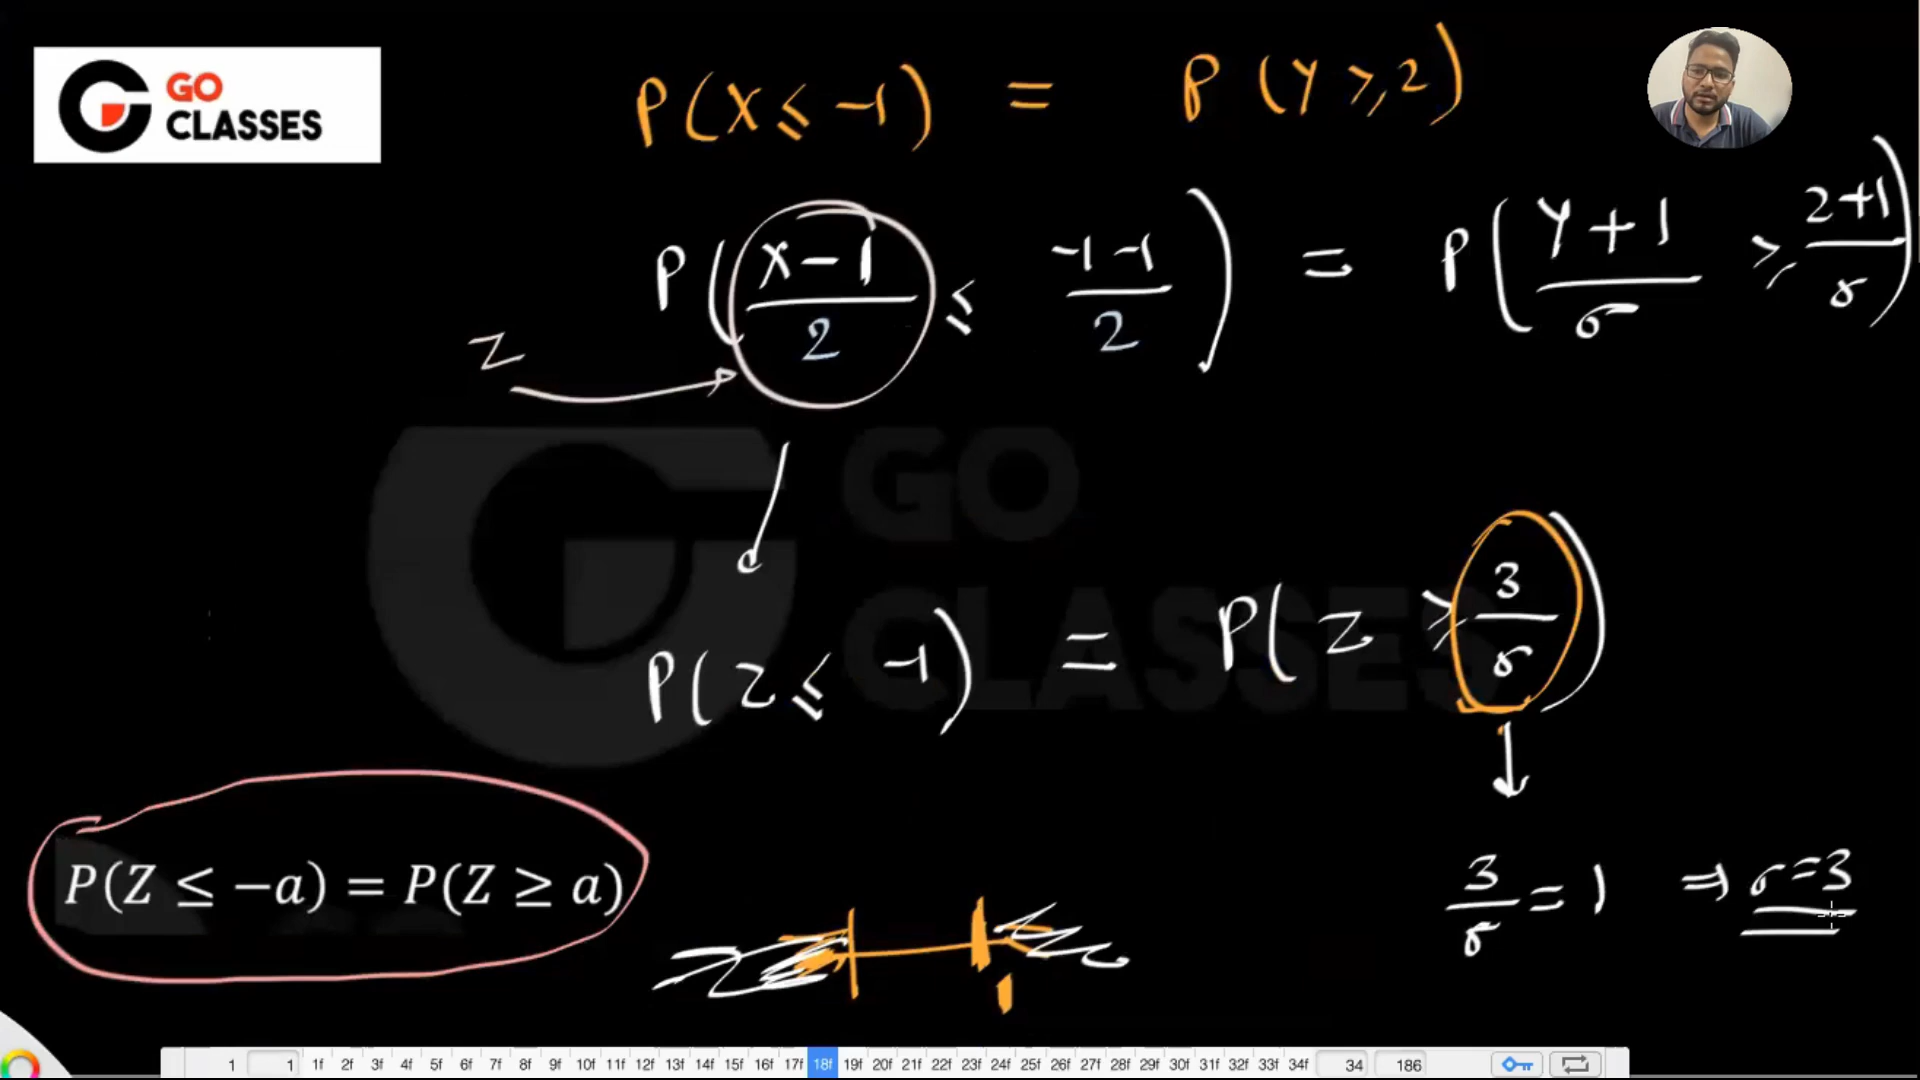 GO
CLASSES
P(X ≤ -1) = P(Y ≥ 2)
P((X-1)/2 ≤ (-1-1)/2) = P((Y+1)/σ ≥ (2+1)/σ)
Z
GO
CLASSES
P(Z ≤ -1) = P(Z ≥ 3/σ)
P(Z ≤ −a) = P(Z ≥ a)
3/σ = 1 ⇒ σ=3
1 1 1f 2f 3f 4f 5f 6f 7f 8f 9f 10f 11f 12f 13f 14f 15f 16f 17f 18f 19f 20f 21f 22f 23f 24f 25f 26f 27f 28f 29f 30f 31f 32f 33f 34f 34 186